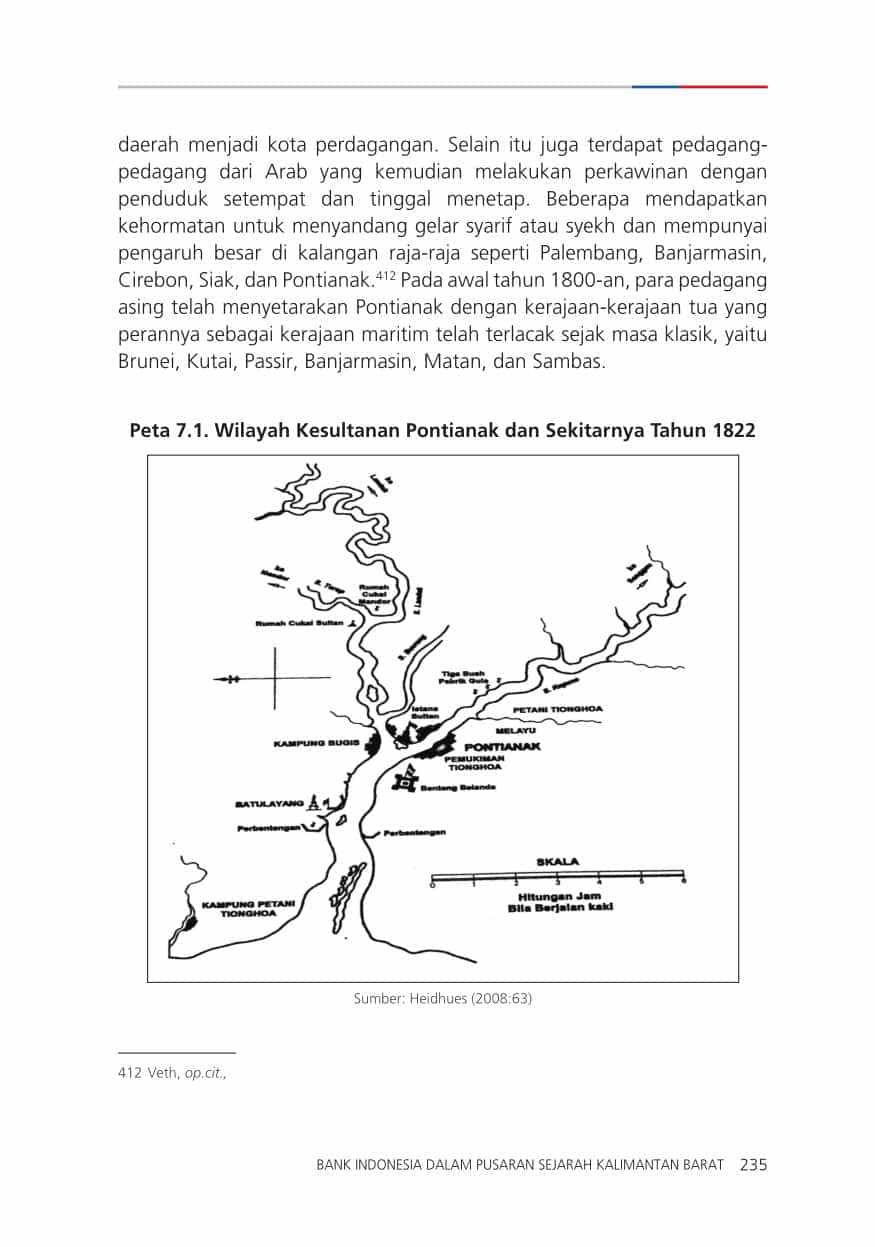 daerah menjadi kota perdagangan. Selain itu juga terdapat pedagang-
pedagang dari Arab yang kemudian melakukan perkawinan dengan
penduduk setempat dan tinggal menetap. Beberapa mendapatkan
kehormatan untuk menyandang gelar syarif atau syekh dan mempunyai
pengaruh besar di kalangan raja-raja seperti Palembang, Banjarmasin,
Cirebon, Siak, dan Pontianak.412 Pada awal tahun 1800-an, para pedagang
asing telah menyetarakan Pontianak dengan kerajaan-kerajaan tua yang
perannya sebagai kerajaan maritim telah terlacak sejak masa klasik, yaitu
Brunei, Kutai, Passir, Banjarmasin, Matan, dan Sambas.
Peta 7.1. Wilayah Kesultanan Pontianak dan Sekitarnya Tahun 1822
ke
Mandor
Rumah
Cukai
Mandor
S. Landak
Rumah Cukai Sultan
ke
Tiga Buah
Pabrik Gula
S. Kapuas
Istana
Sultan
PETANI TIONGHOA
MELAYU
KAMPUNG BUGIS
PONTIANAK
PEMUKIMAN
TIONGHOA
Benteng Belanda
BATULAYANG
Perbentengan
Perbentengan
SKALA
0 1 2 3 4 5 6
Hitungan Jam
Bila Berjalan kaki
KAMPUNG PETANI
TIONGHOA
Sumber: Heidhues (2008:63)
412 Veth, op.cit.,
BANK INDONESIA DALAM PUSARAN SEJARAH KALIMANTAN BARAT 235